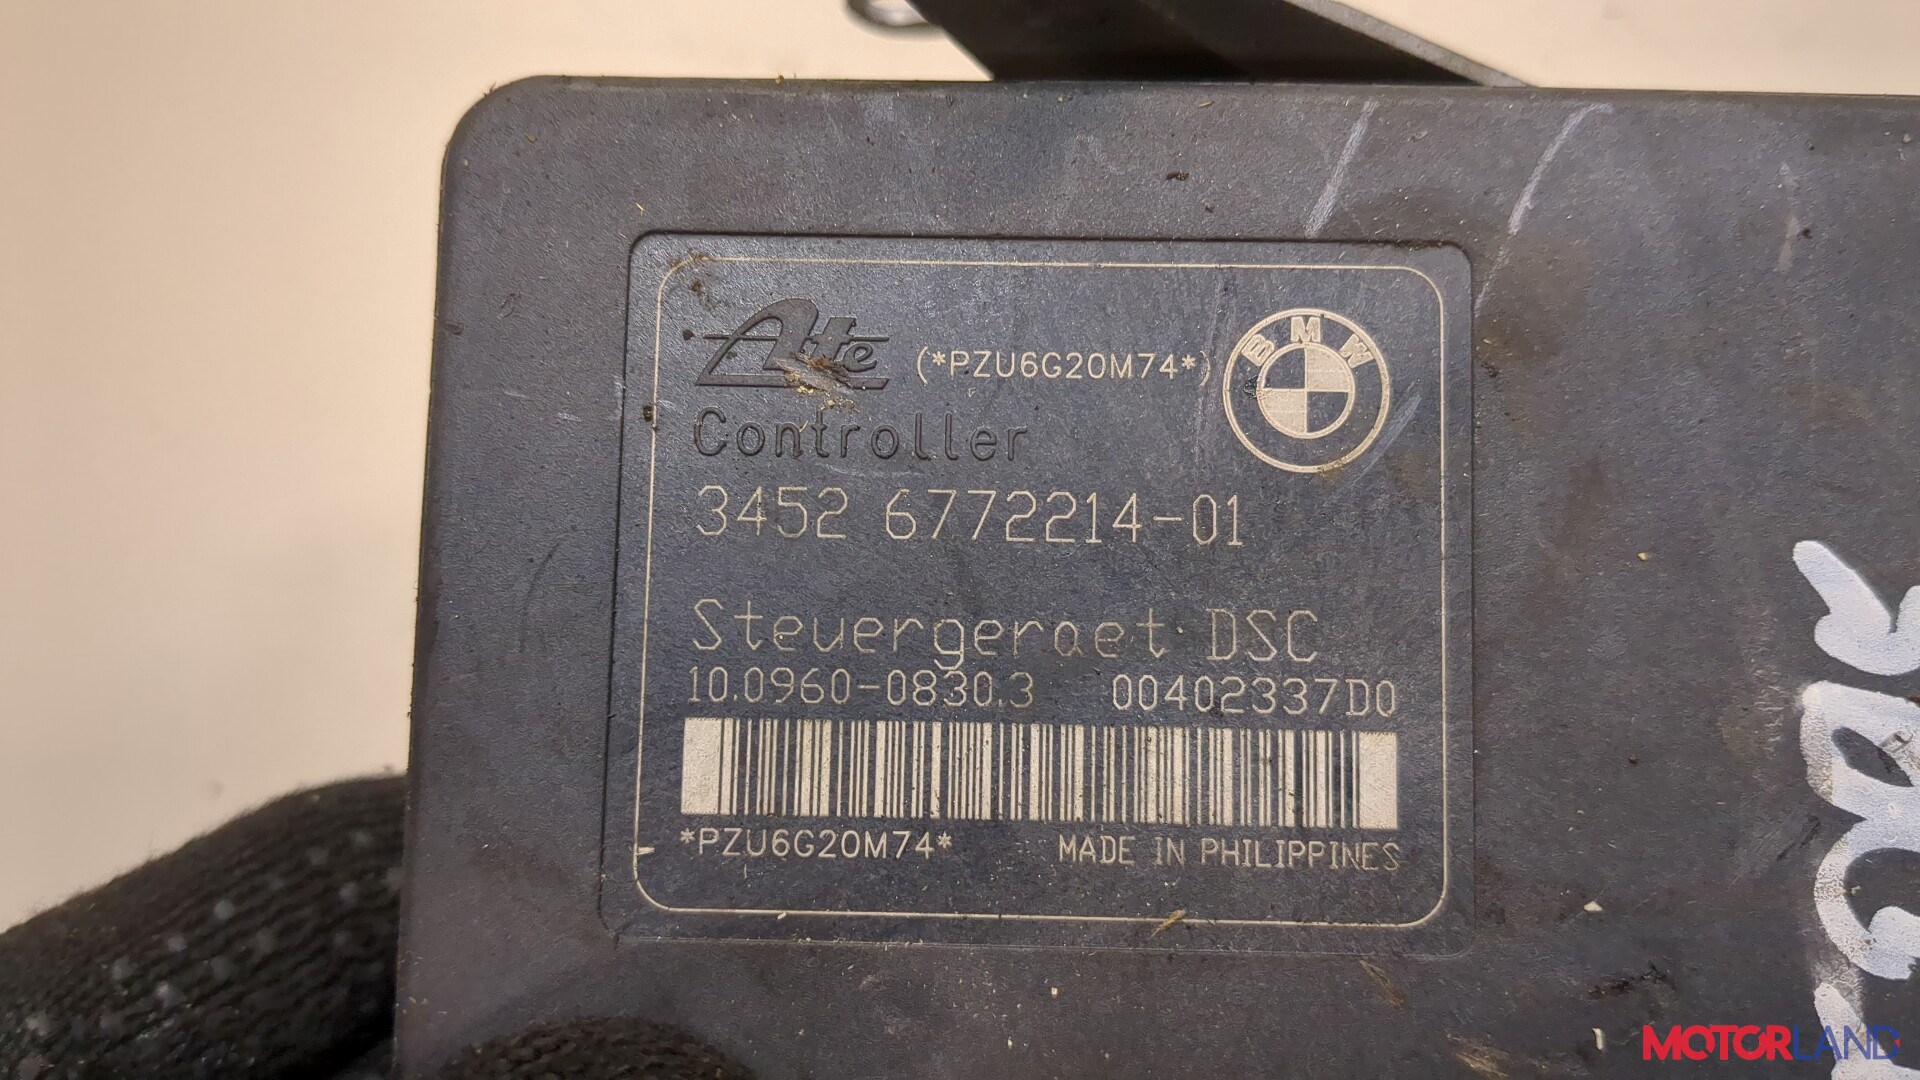 Ate (*PZU6G20M74*) BMW
Controller
3452 6772214-01
Steuergeraet DSC
10.0960-0830.3 00402337D0
*PZU6G20M74* MADE IN PHILIPPINES
MOTORLAND